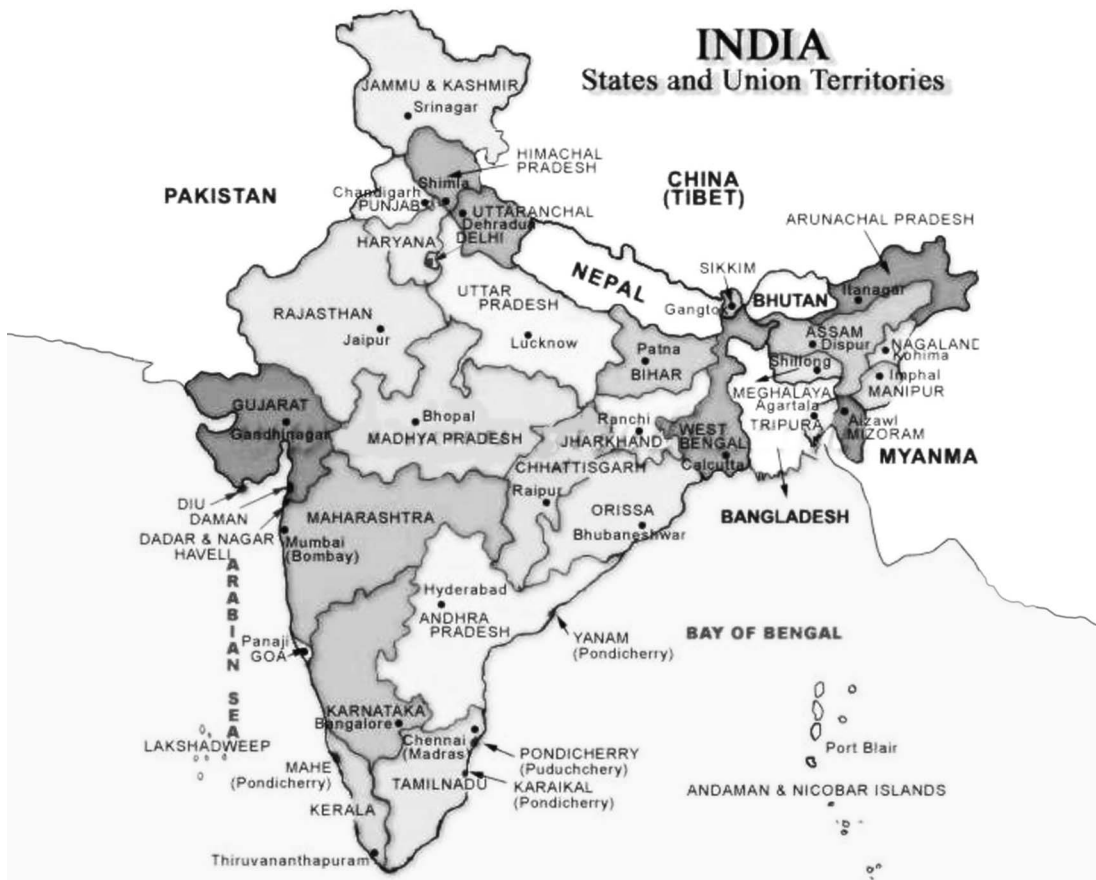 INDIA
States and Union Territories
JAMMU & KASHMIR
Srinagar
HIMACHAL
PRADESH
Shimla
PAKISTAN
Chandigarh
PUNJAB
CHINA
(TIBET)
UTTARANCHAL
Dehradun
ARUNACHAL PRADESH
HARYANA
DELHI
NEPAL
SIKKIM
Gangtok
BHUTAN
Itanagar
UTTAR
PRADESH
Lucknow
RAJASTHAN
Jaipur
Patna
BIHAR
ASSAM
Dispur
Shillong
NAGALAND
Kohima
Imphal
MANIPUR
MEGHALAYA
Agartala
TRIPURA
Aizawl
MIZORAM
GUJARAT
Gandhinagar
Bhopal
MADHYA PRADESH
Ranchi
JHARKHAND
WEST
BENGAL
Calcutta
MYANMA
CHHATTISGARH
Raipur
DIU
DAMAN
DADAR & NAGAR
HAVELI
MAHARASHTRA
Mumbai
(Bombay)
ORISSA
Bhubaneshwar
BANGLADESH
ARABIAN SEA
Hyderabad
ANDHRA
PRADESH
YANAM
(Pondicherry)
BAY OF BENGAL
Panaji
GOA
KARNATAKA
Bangalore
LAKSHADWEEP
Chennai
(Madras)
PONDICHERRY
(Puduchchery)
Port Blair
MAHE
(Pondicherry)
TAMILNADU
KARAIKAL
(Pondicherry)
ANDAMAN & NICOBAR ISLANDS
KERALA
Thiruvananthapuram